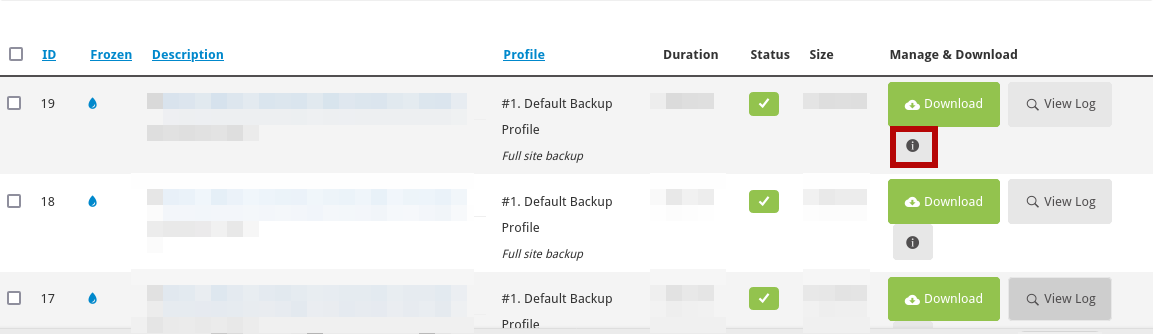 ID Frozen Description Profile Duration Status Size Manage & Download
19 #1. Default Backup Download View Log
Profile
Full site backup
18 #1. Default Backup Download View Log
Profile
Full site backup
17 #1. Default Backup Download View Log
Profile